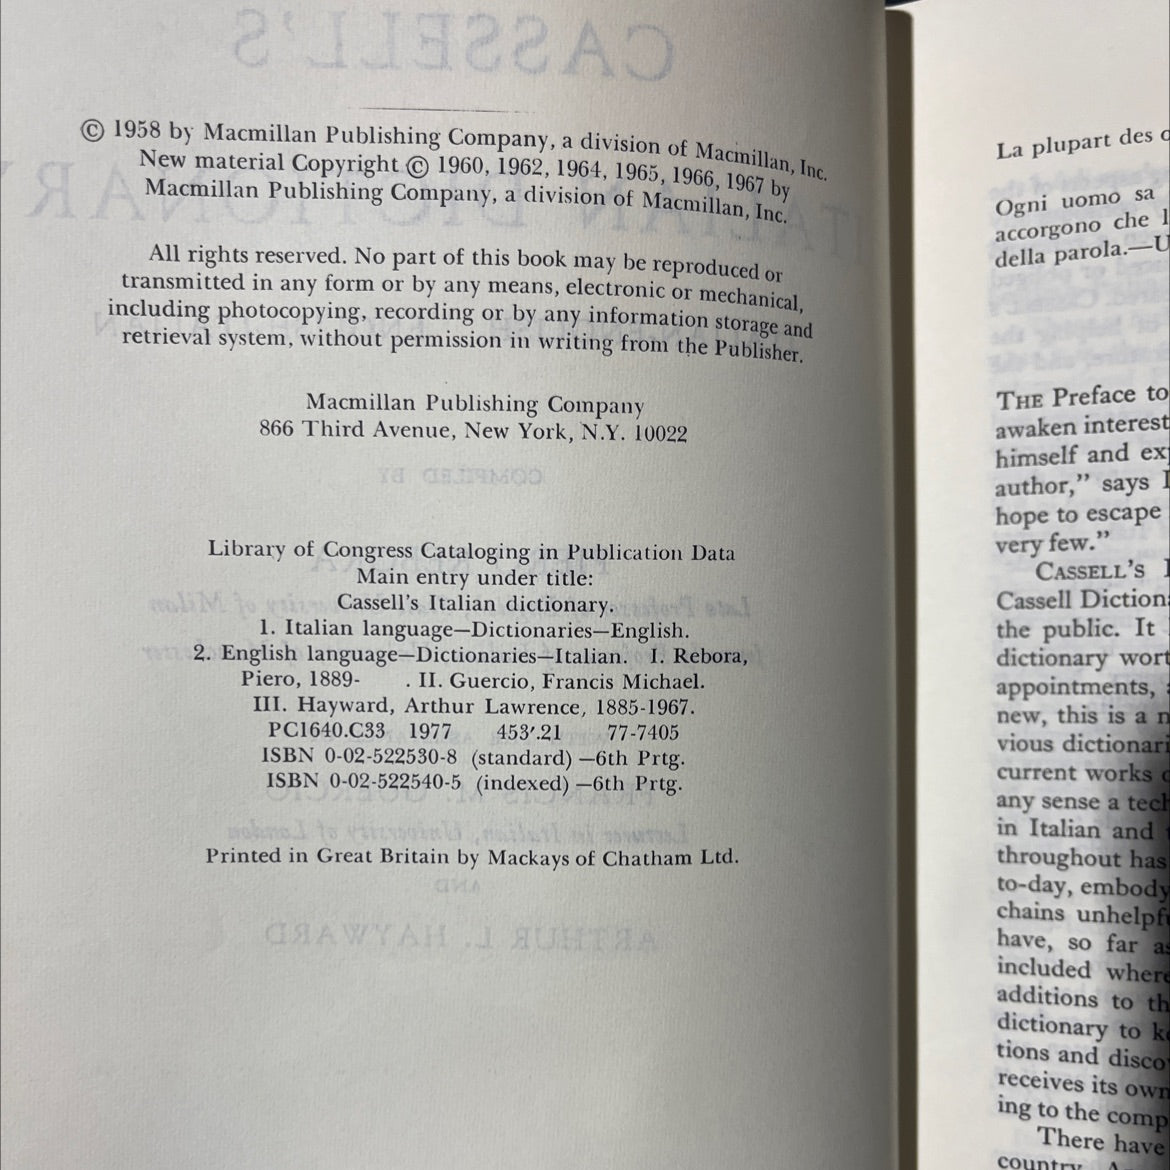 © 1958 by Macmillan Publishing Company, a division of Macmillan, Inc.
New material Copyright © 1960, 1962, 1964, 1965, 1966, 1967 by
Macmillan Publishing Company, a division of Macmillan, Inc.
All rights reserved. No part of this book may be reproduced or
transmitted in any form or by any means, electronic or mechanical,
including photocopying, recording or by any information storage and
retrieval system, without permission in writing from the Publisher.
Macmillan Publishing Company
866 Third Avenue, New York, N.Y. 10022
Library of Congress Cataloging in Publication Data
Main entry under title:
Cassell's Italian dictionary.
1. Italian language—Dictionaries—English.
2. English language—Dictionaries—Italian. I. Rebora,
Piero, 1889- . II. Guercio, Francis Michael.
III. Hayward, Arthur Lawrence, 1885-1967.
PC1640.C33 1977 453′.21 77-7405
ISBN 0-02-522530-8 (standard) —6th Prtg.
ISBN 0-02-522540-5 (indexed) —6th Prtg.
Printed in Great Britain by Mackays of Chatham Ltd.
La plupart des
Ogni uomo sa
accorgono che
della parola.—U
THE Preface to
awaken interest
himself and
author,” says
hope to escape
very few.”
CASSELL'S
Cassell
the public. It
dictionary
appointments,
new, this is a
vious
current works
any sense a
in Italian and
throughout has
to-day, embody
chains
have, so far
included where
additions to
dictionary to
tions and
receives its own
ing to the
There have
country.